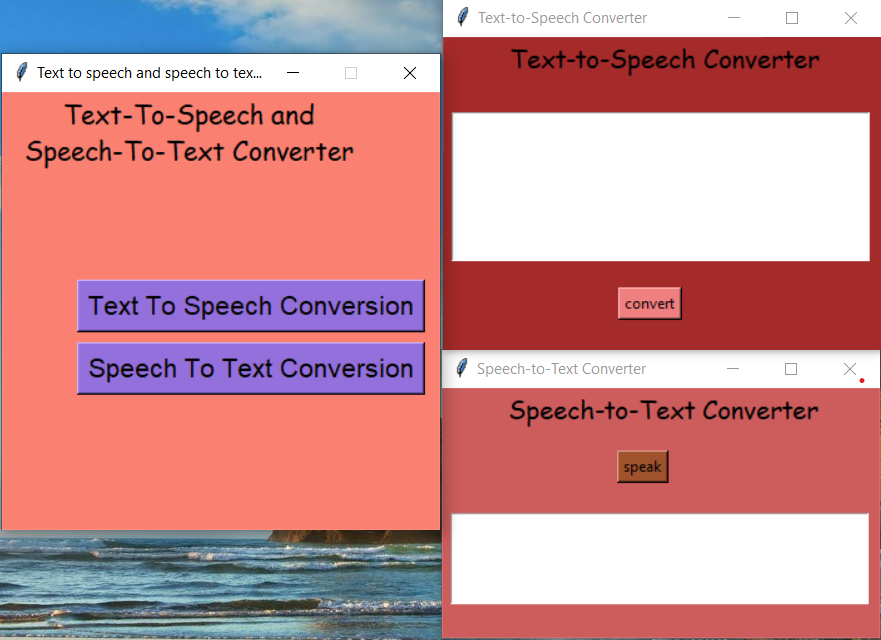 Text to speech and speech to tex...
Text-To-Speech and
Speech-To-Text Converter
Text To Speech Conversion
Speech To Text Conversion
Text-to-Speech Converter
Text-to-Speech Converter
convert
Speech-to-Text Converter
Speech-to-Text Converter
speak